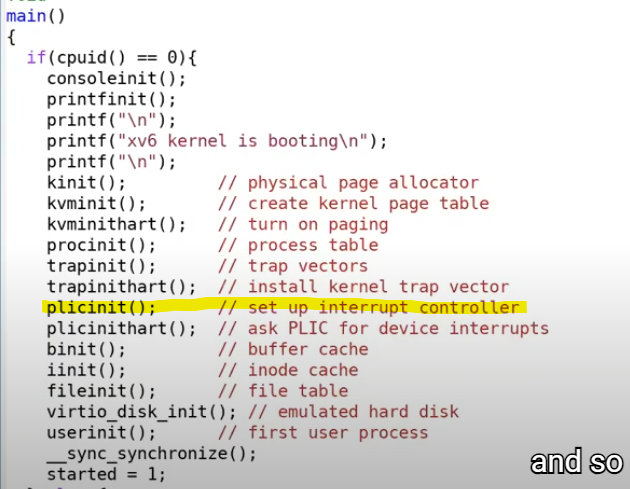 main()
{
if(cpuid() == 0){
consoleinit();
printfinit();
printf("\n");
printf("xv6 kernel is booting\n");
printf("\n");
kinit(); // physical page allocator
kvminit(); // create kernel page table
kvminithart(); // turn on paging
procinit(); // process table
trapinit(); // trap vectors
trapinithart(); // install kernel trap vector
plicinit(); // set up interrupt controller
plicinithart(); // ask PLIC for device interrupts
binit(); // buffer cache
iinit(); // inode cache
fileinit(); // file table
virtio_disk_init(); // emulated hard disk
userinit(); // first user process
__sync_synchronize();
started = 1;
and so